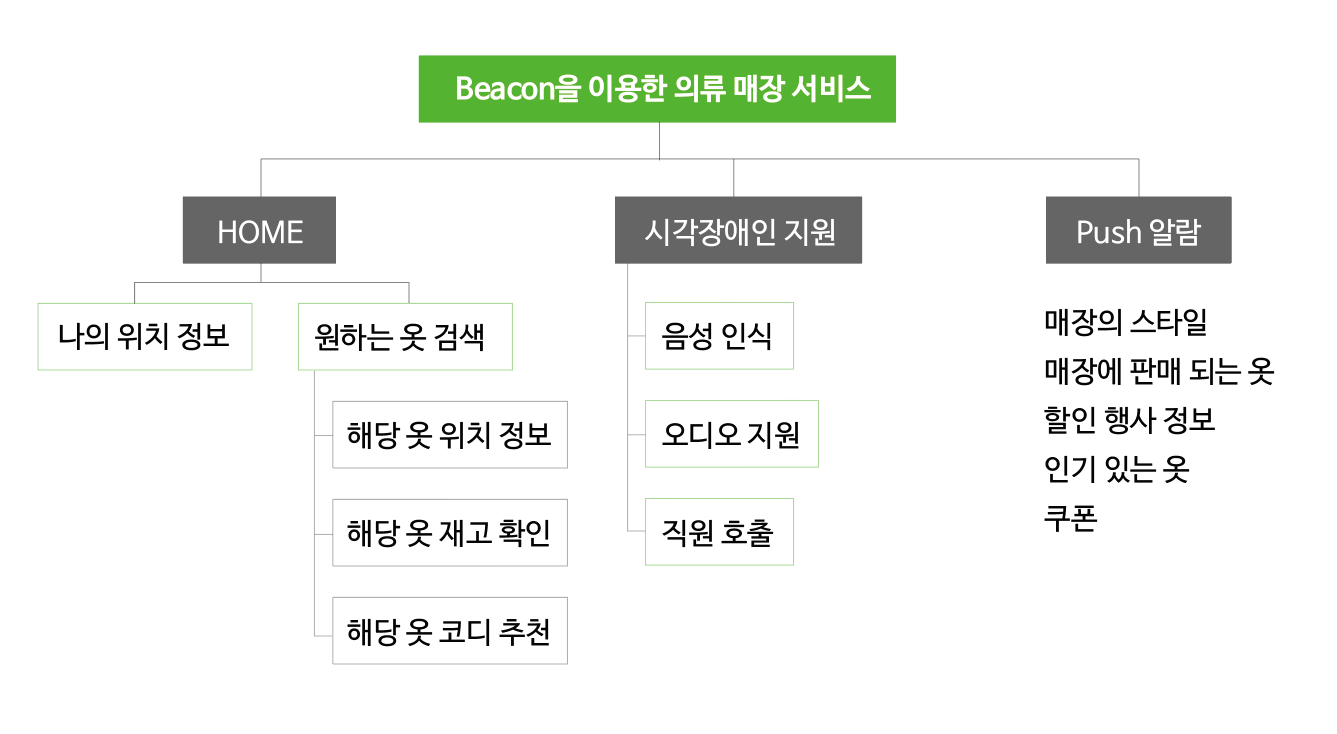 Beacon을 이용한 의류 매장 서비스
HOME
나의 위치 정보
원하는 옷 검색
해당 옷 위치 정보
해당 옷 재고 확인
해당 옷 코디 추천
시각장애인 지원
음성 인식
오디오 지원
직원 호출
Push 알람
매장의 스타일
매장에 판매 되는 옷
할인 행사 정보
인기 있는 옷
쿠폰